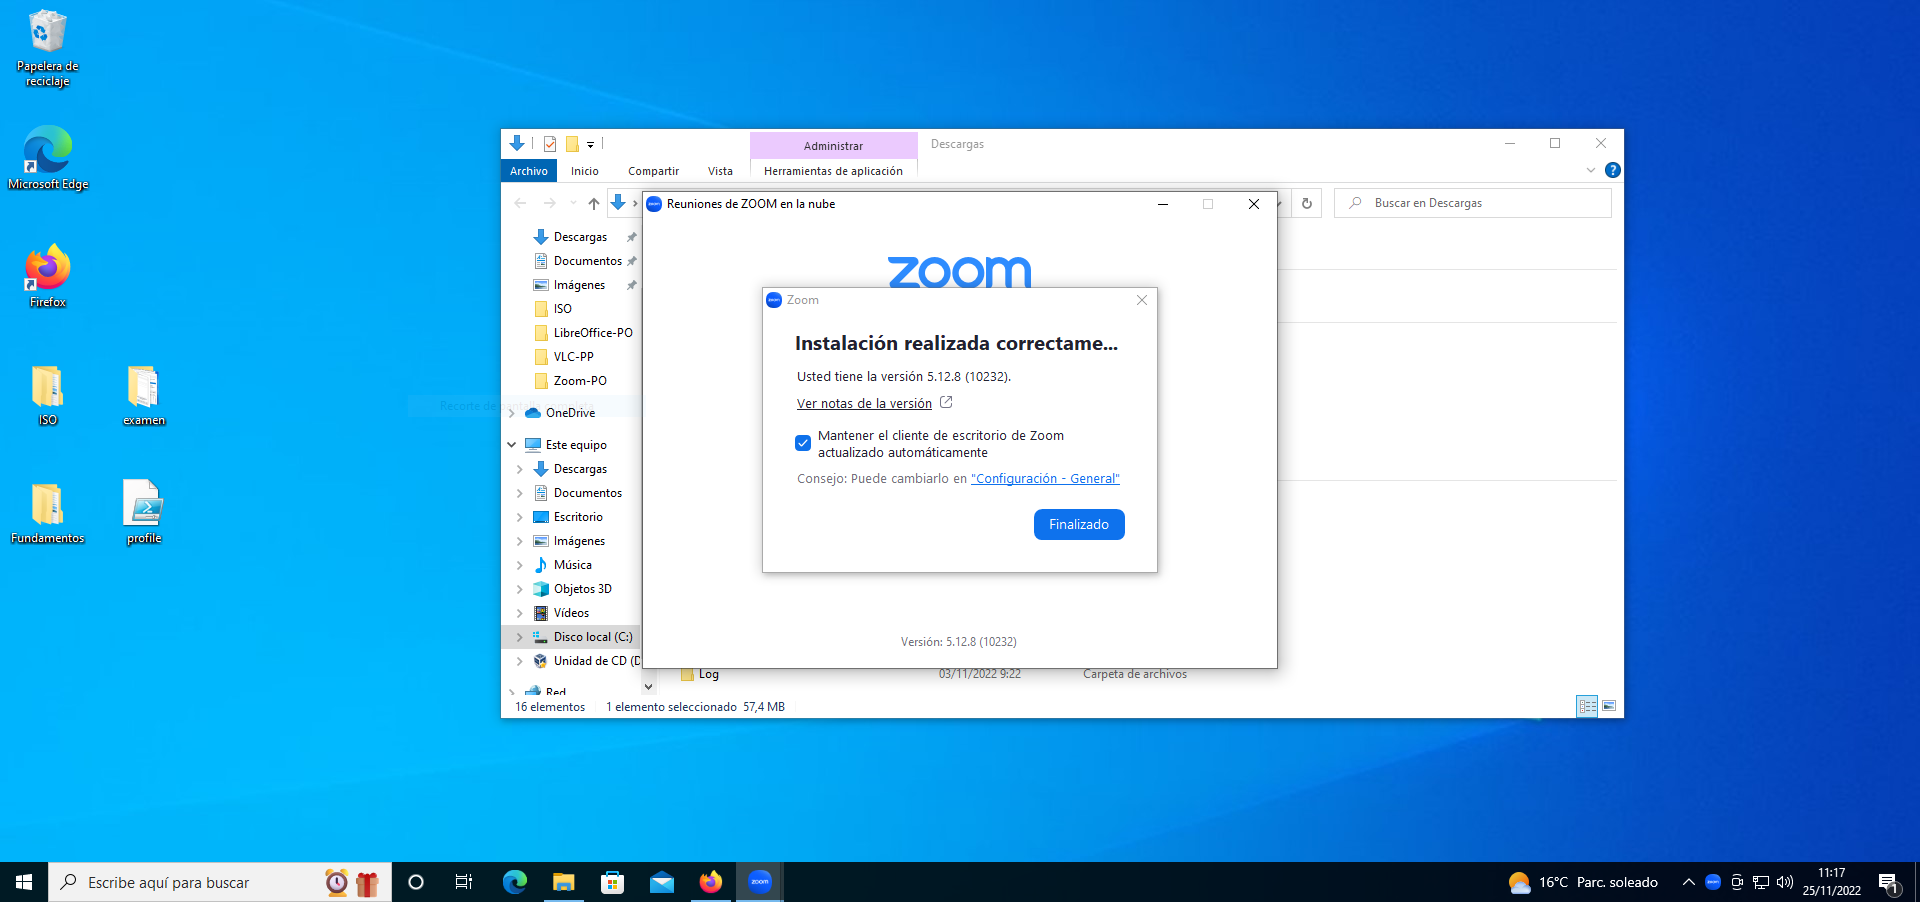 Papelera de
reciclaje
Microsoft Edge
Firefox
ISO
examen
Fundamentos
profile
Administrar
Descargas
Archivo
Inicio
Compartir
Vista
Herramientas de aplicación
Buscar en Descargas
Descargas
Documentos
Imágenes
ISO
LibreOffice-PO
VLC-PP
Zoom-PO
OneDrive
Este equipo
Descargas
Documentos
Escritorio
Imágenes
Música
Objetos 3D
Vídeos
Disco local (C:)
Unidad de CD (D
Red
Recorte de pantalla completa
16 elementos
1 elemento seleccionado 57,4 MB
Log
03/11/2022 9:22
Carpeta de archivos
Reuniones de ZOOM en la nube
zoom
Zoom
Instalación realizada correctame...
Usted tiene la versión 5.12.8 (10232).
Ver notas de la versión
Mantener el cliente de escritorio de Zoom
actualizado automáticamente
Consejo: Puede cambiarlo en "Configuración - General"
Finalizado
Versión: 5.12.8 (10232)
Escribe aquí para buscar
zoom
16°C Parc. soleado
11:17
25/11/2022
1